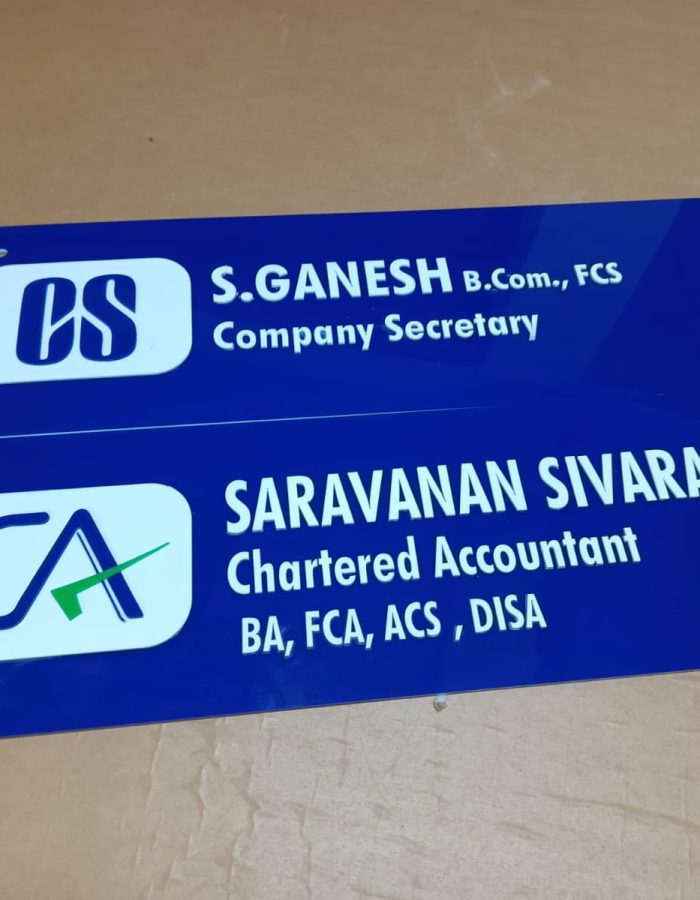 CS
S.GANESH B.Com., FCS
Company Secretary
CA
SARAVANAN SIVARA
Chartered Accountant
BA, FCA, ACS , DISA